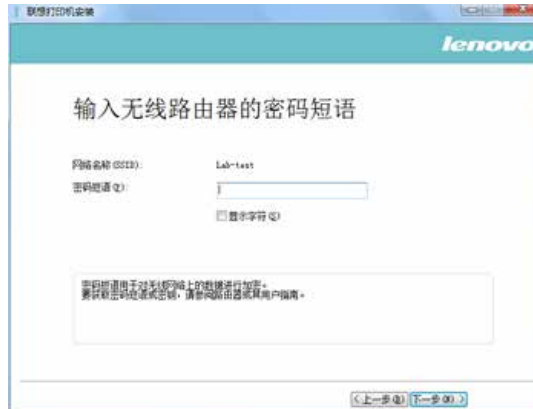 联想打印机安装
lenovo
输入无线路由器的密码短语
网络名称(SSID): Lab-test
密码短语(P):
显示字符(S)
密码短语用于对无线网络上的数据进行加密。
要获取密码短语或密钥，请参阅路由器或其用户指南。
<上一步(B) 下一步(N)>